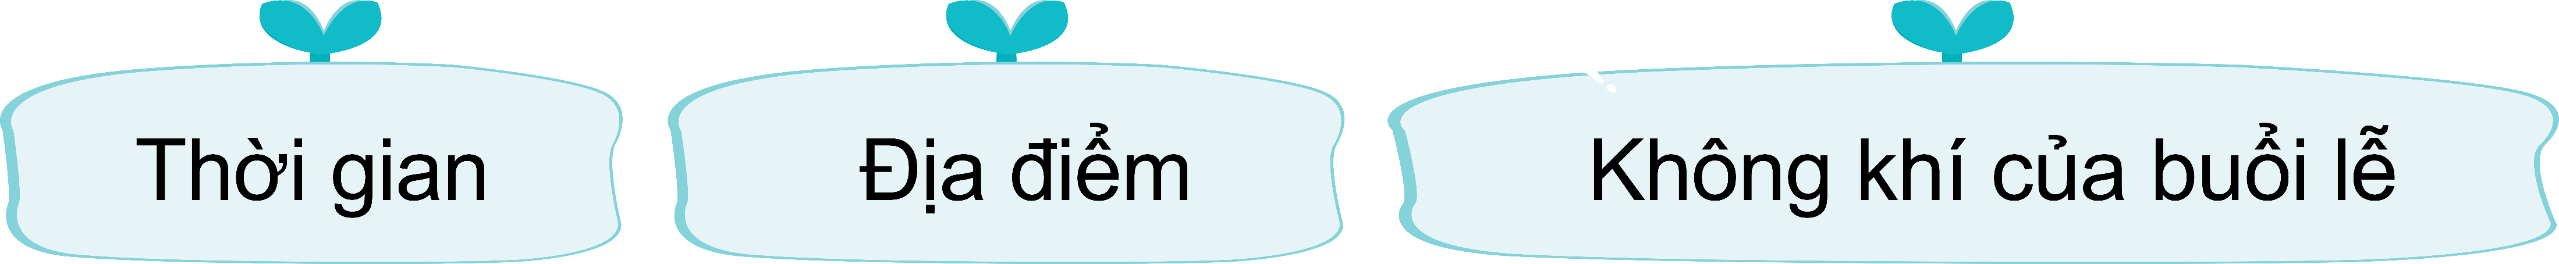 Thời gian
Địa điểm
Không khí của buổi lễ